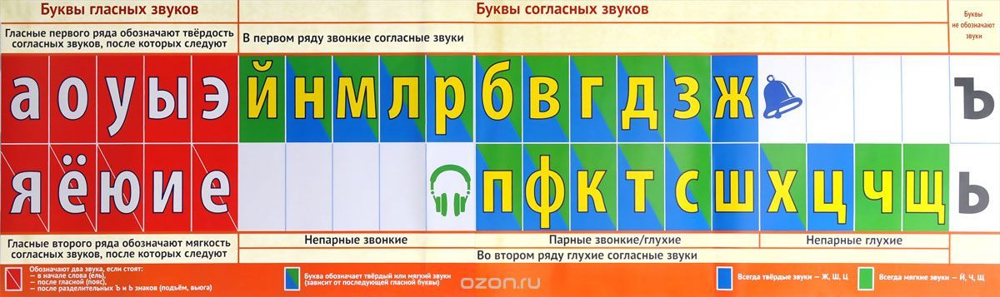 Буквы гласных звуков
Буквы согласных звуков
Буквы
не обозначают
звуки
Гласные первого ряда обозначают твёрдость
согласных звуков, после которых следуют
В первом ряду звонкие согласные звуки
а о у ы э й н м л р б в г д з ж Ъ
я ё ю и е п ф к т с ш х ц ч щ Ь
Гласные второго ряда обозначают мягкость
согласных звуков, после которых следуют
Непарные звонкие
Парные звонкие/глухие
Непарные глухие
Во втором ряду глухие согласные звуки
Обозначают два звука, если стоят:
— в начале слова (ель),
— после гласной (пояс),
— после разделительных Ъ и Ь знаков (подъём, вьюга)
Буква обозначает твёрдый или мягкий звуки
(зависит от последующей гласной буквы)
Всегда твёрдые звуки — Ж, Ш, Ц
Всегда мягкие звуки — Й, Ч, Щ
ozon.ru